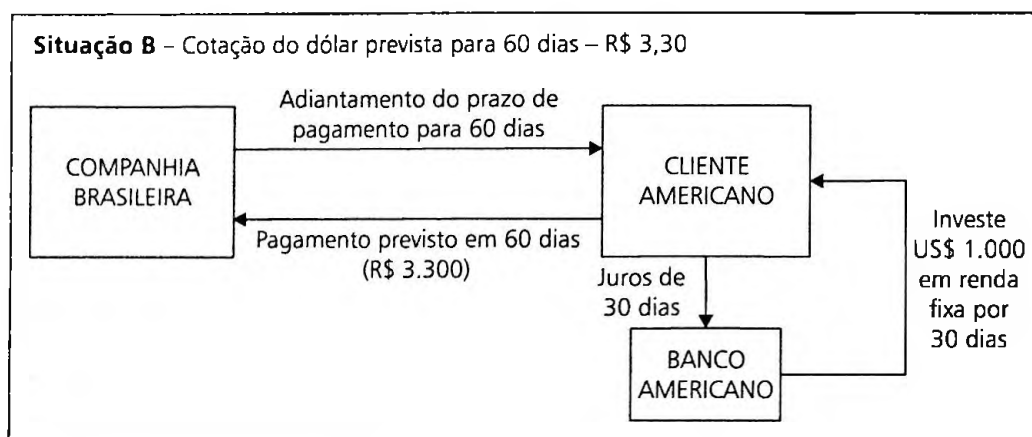 Situação B – Cotação do dólar prevista para 60 dias – R$ 3,30
Adiantamento do prazo de
pagamento para 60 dias
COMPANHIA
BRASILEIRA
CLIENTE
AMERICANO
Pagamento previsto em 60 dias
(R$ 3.300)
Juros de
30 dias
Investe
US$ 1.000
em renda
fixa por
30 dias
BANCO
AMERICANO